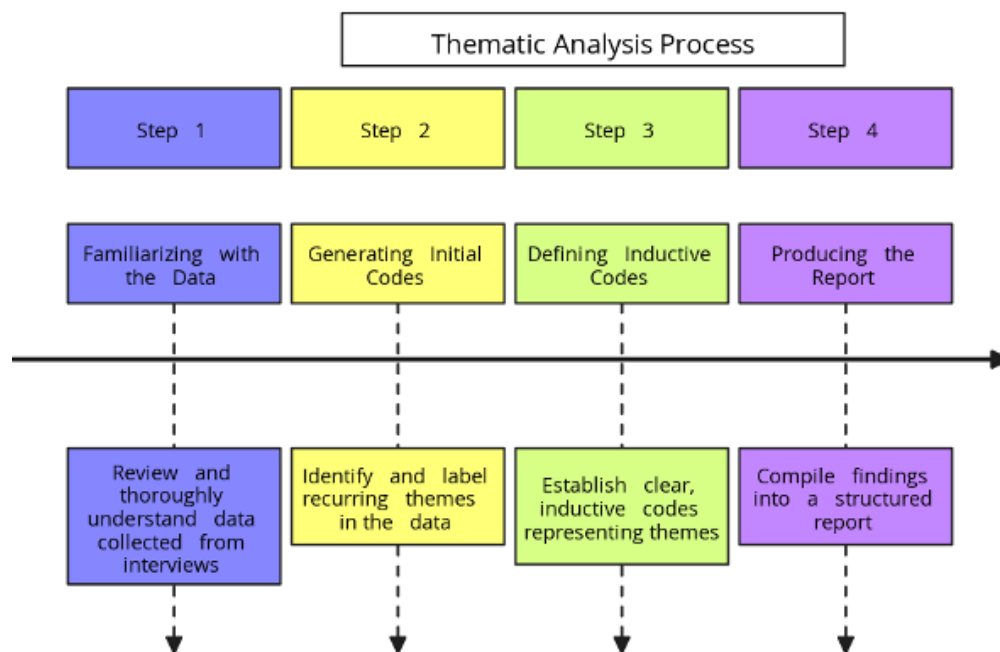 Thematic Analysis Process
Step 1
Step 2
Step 3
Step 4
Familiarizing with
the Data
Generating Initial
Codes
Defining Inductive
Codes
Producing the
Report
Review and
thoroughly
understand data
collected from
interviews
Identify and label
recurring themes
in the data
Establish clear,
inductive codes
representing themes
Compile findings
into a structured
report